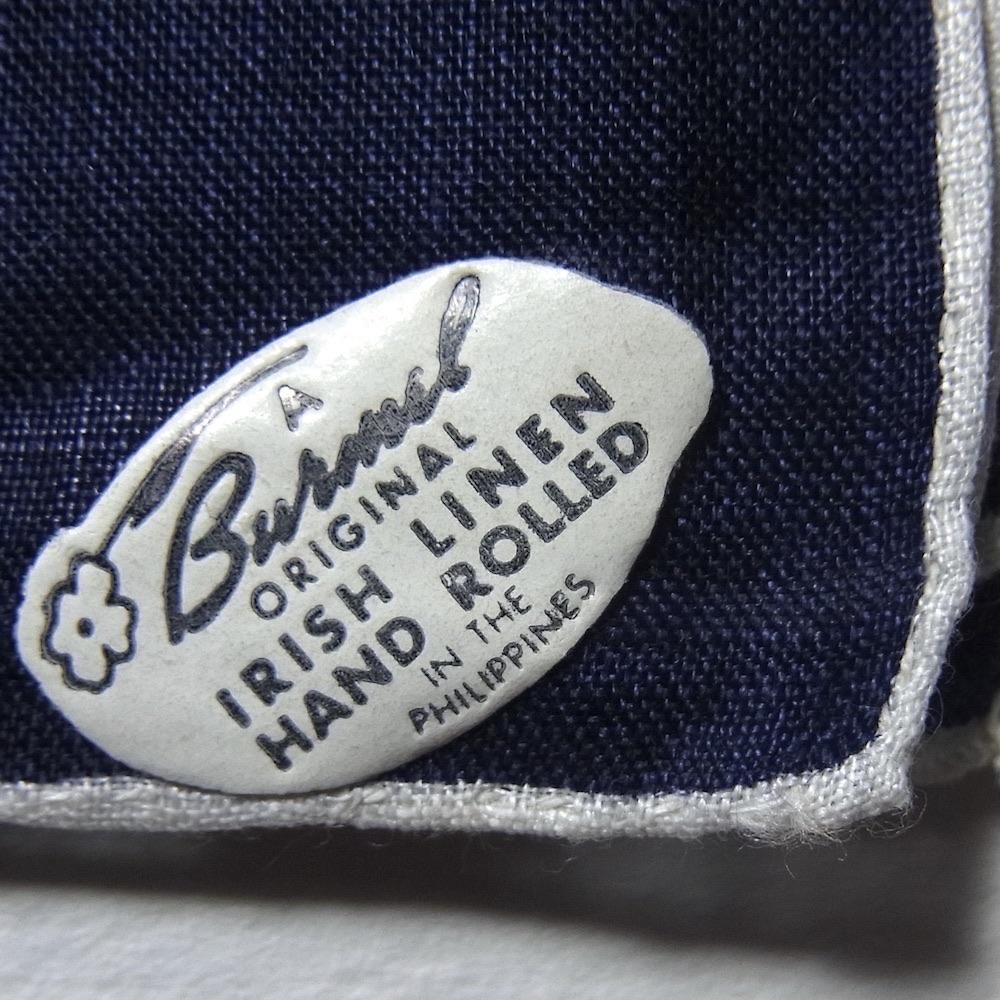 A
Burmel
ORIGINAL
IRISH LINEN
HAND ROLLED
IN THE
PHILIPPINES